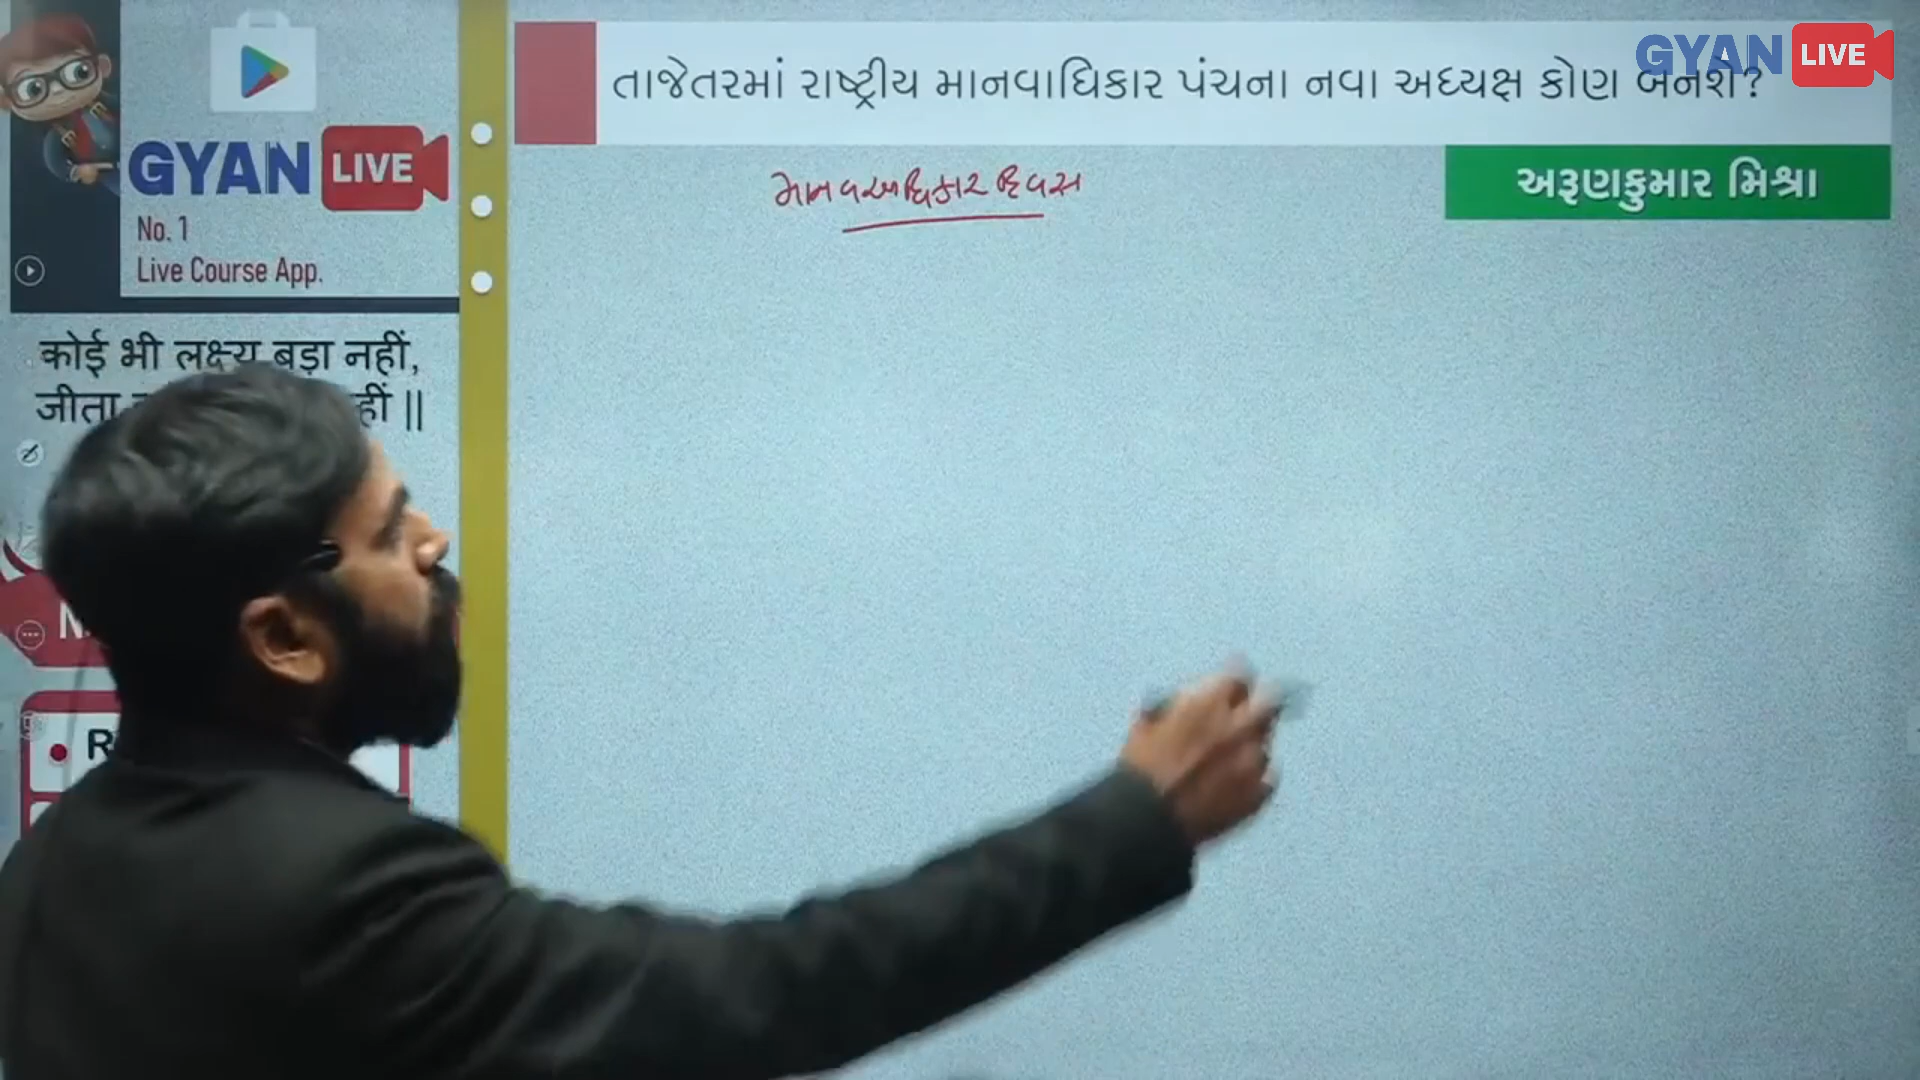 GYAN LIVE
તાજેતરમાં રાષ્ટ્રીય માનવાધિકાર પંચના નવા અધ્યક્ષ કોણ બનશે?
GYAN LIVE
No. 1
Live Course App.
માનવઅધિકાર દિવસ
અરૂણકુમાર મિશ્રા
कोई भी लक्ष्य बड़ा नहीं,
जीता